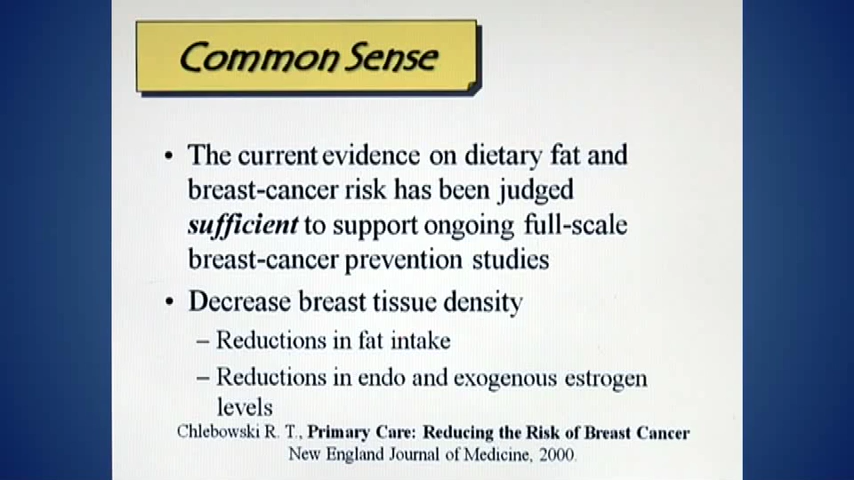 Common Sense
• The current evidence on dietary fat and
breast-cancer risk has been judged
sufficient to support ongoing full-scale
breast-cancer prevention studies
• Decrease breast tissue density
– Reductions in fat intake
– Reductions in endo and exogenous estrogen
levels
Chlebowski R. T., Primary Care: Reducing the Risk of Breast Cancer
New England Journal of Medicine, 2000.